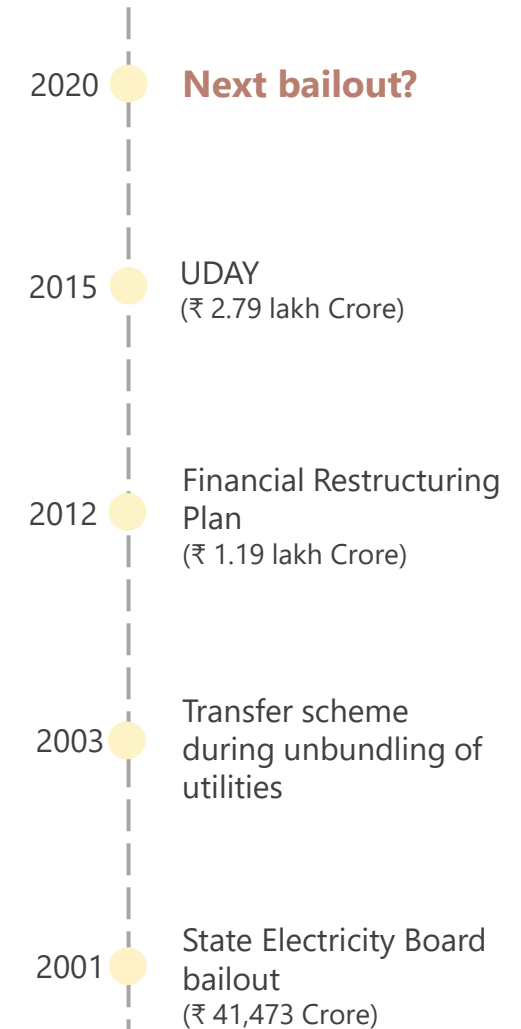 2020
Next bailout?
2015
UDAY
(₹ 2.79 lakh Crore)
2012
Financial Restructuring
Plan
(₹ 1.19 lakh Crore)
2003
Transfer scheme
during unbundling of
utilities
2001
State Electricity Board
bailout
(₹ 41,473 Crore)